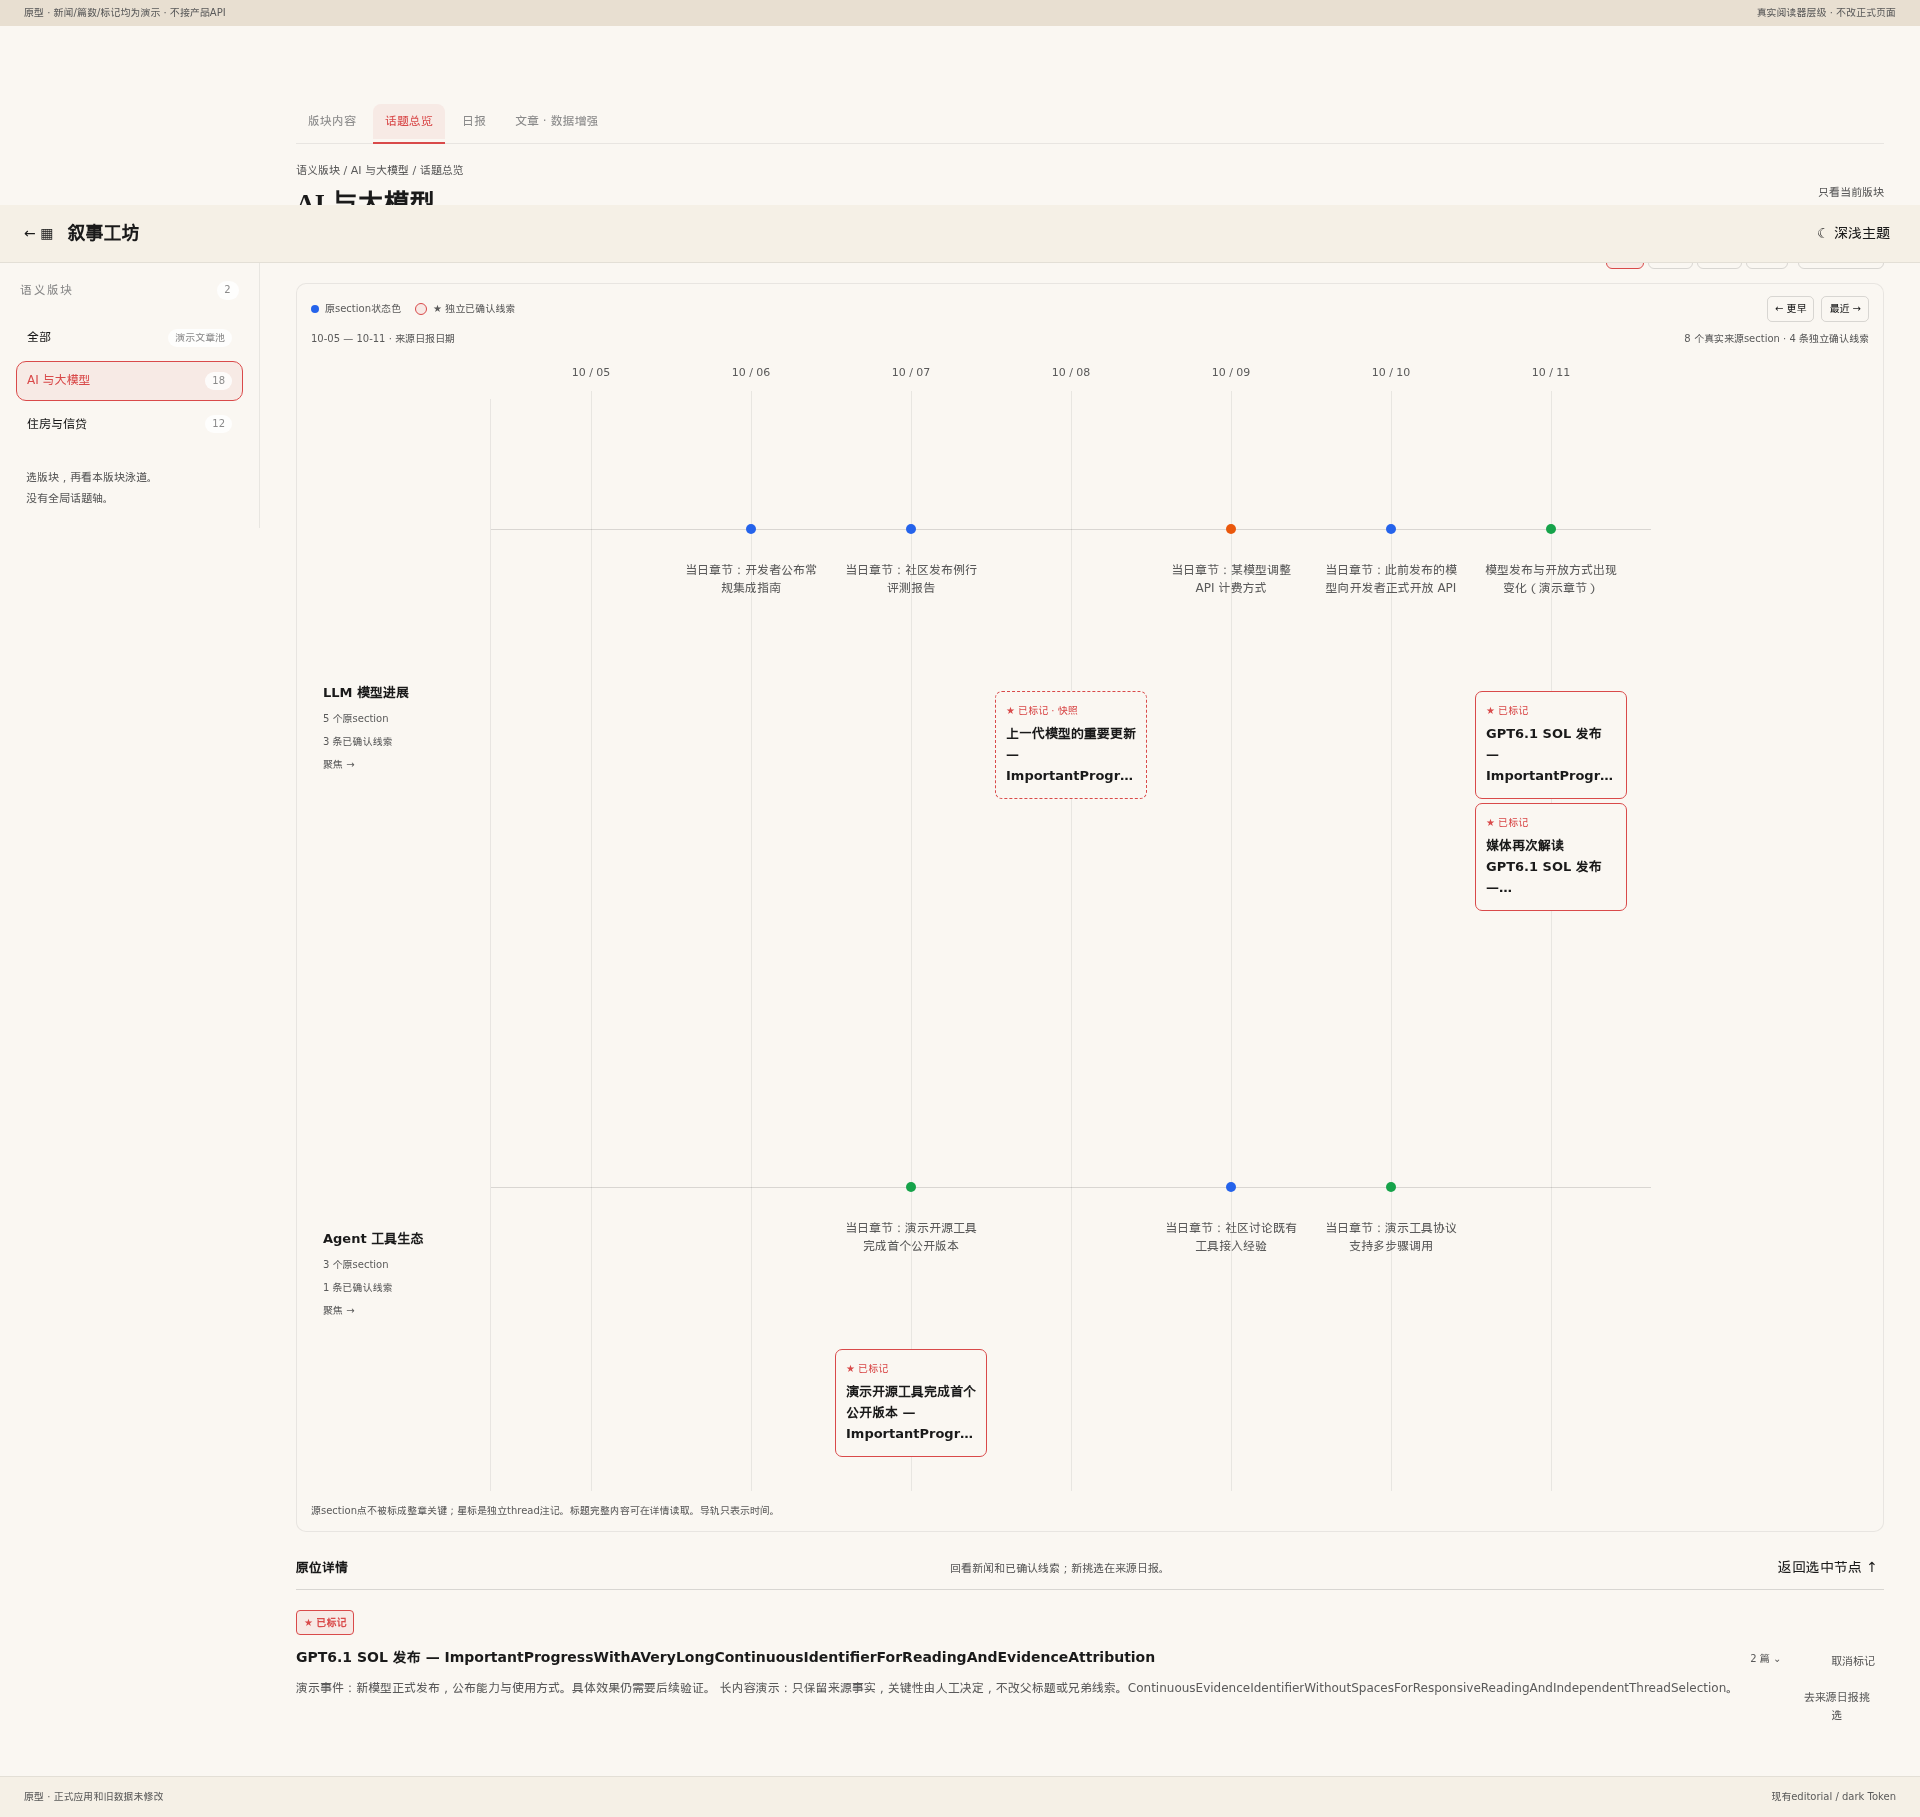 原型 · 新闻/篇数/标记均为演示 · 不接产品API
真实阅读器层级 · 不改正式页面
版块内容
话题总览
日报
文章 · 数据增强
语义版块 / AI 与大模型 / 话题总览
AI 与大模型
只看当前版块
← ▦ 叙事工坊
☾ 深浅主题
语义版块
2
全部
演示文章池
AI 与大模型
18
住房与信贷
12
选版块，再看本版块泳道。
没有全局话题轴。
原section状态色
★ 独立已确认线索
← 更早
最近 →
10-05 — 10-11 · 来源日报日期
8 个真实来源section · 4 条独立确认线索
10 / 05
10 / 06
10 / 07
10 / 08
10 / 09
10 / 10
10 / 11
当日章节：开发者公布常
规集成指南
当日章节：社区发布例行
评测报告
当日章节：某模型调整
API 计费方式
当日章节：此前发布的模
型向开发者正式开放 API
模型发布与开放方式出现
变化（演示章节）
LLM 模型进展
5 个原section
3 条已确认线索
聚焦 →
★ 已标记 · 快照
上一代模型的重要更新
—
ImportantProgr…
★ 已标记
GPT6.1 SOL 发布
—
ImportantProgr…
★ 已标记
媒体再次解读
GPT6.1 SOL 发布
—…
当日章节：演示开源工具
完成首个公开版本
当日章节：社区讨论既有
工具接入经验
当日章节：演示工具协议
支持多步骤调用
Agent 工具生态
3 个原section
1 条已确认线索
聚焦 →
★ 已标记
演示开源工具完成首个
公开版本 —
ImportantProgr…
源section点不被标成整章关键；星标是独立thread注记。标题完整内容可在详情读取。导轨只表示时间。
原位详情
回看新闻和已确认线索；新挑选在来源日报。
返回选中节点 ↑
★ 已标记
GPT6.1 SOL 发布 — ImportantProgressWithAVeryLongContinuousIdentifierForReadingAndEvidenceAttribution
2 篇 ⌄
取消标记
演示事件：新模型正式发布，公布能力与使用方式。具体效果仍需要后续验证。 长内容演示：只保留来源事实，关键性由人工决定，不改父标题或兄弟线索。ContinuousEvidenceIdentifierWithoutSpacesForResponsiveReadingAndIndependentThreadSelection。
去来源日报挑
选
原型 · 正式应用和旧数据未修改
现有editorial / dark Token